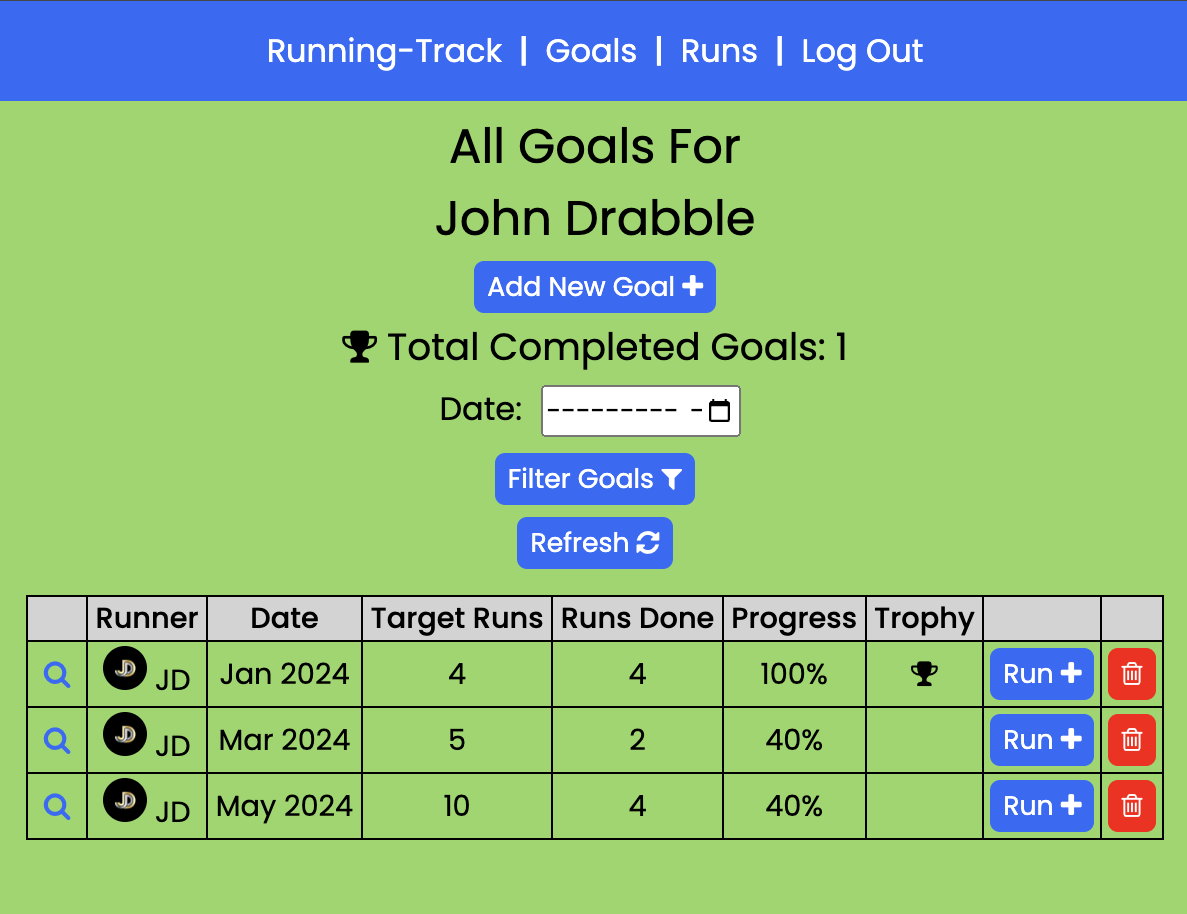 Running-Track | Goals | Runs | Log Out
All Goals For
John Drabble
Add New Goal
Total Completed Goals: 1
Date: --------- -
Filter Goals
Refresh
Runner Date Target Runs Runs Done Progress Trophy
JD JD Jan 2024 4 4 100% Run
JD JD Mar 2024 5 2 40% Run
JD JD May 2024 10 4 40% Run